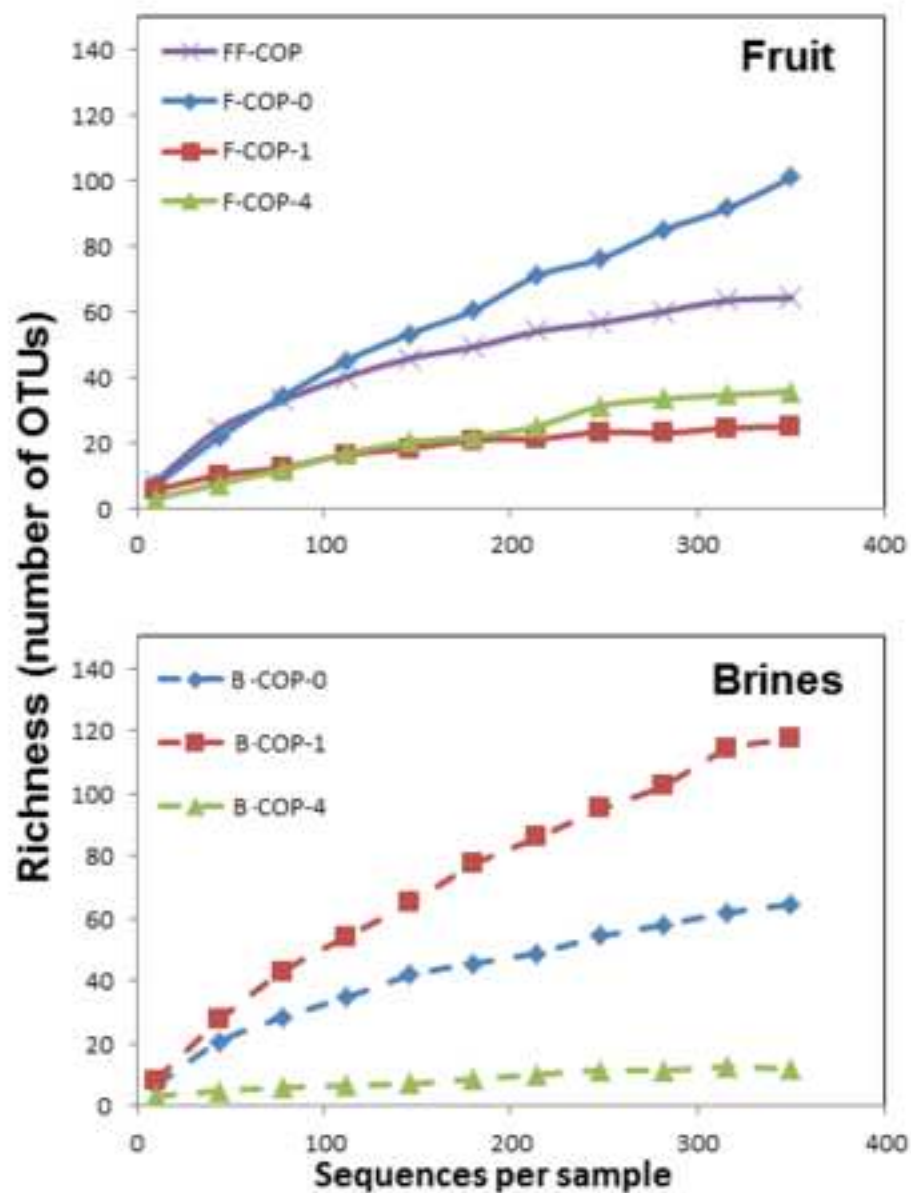 Richness (number of OTUs)
Fruit
FF-COP
F-COP-0
F-COP-1
F-COP-4
140
120
100
80
60
40
20
0
0 100 200 300 400
Brines
B-COP-0
B-COP-1
B-COP-4
140
120
100
80
60
40
20
0
0 100 200 300 400
Sequences per sample